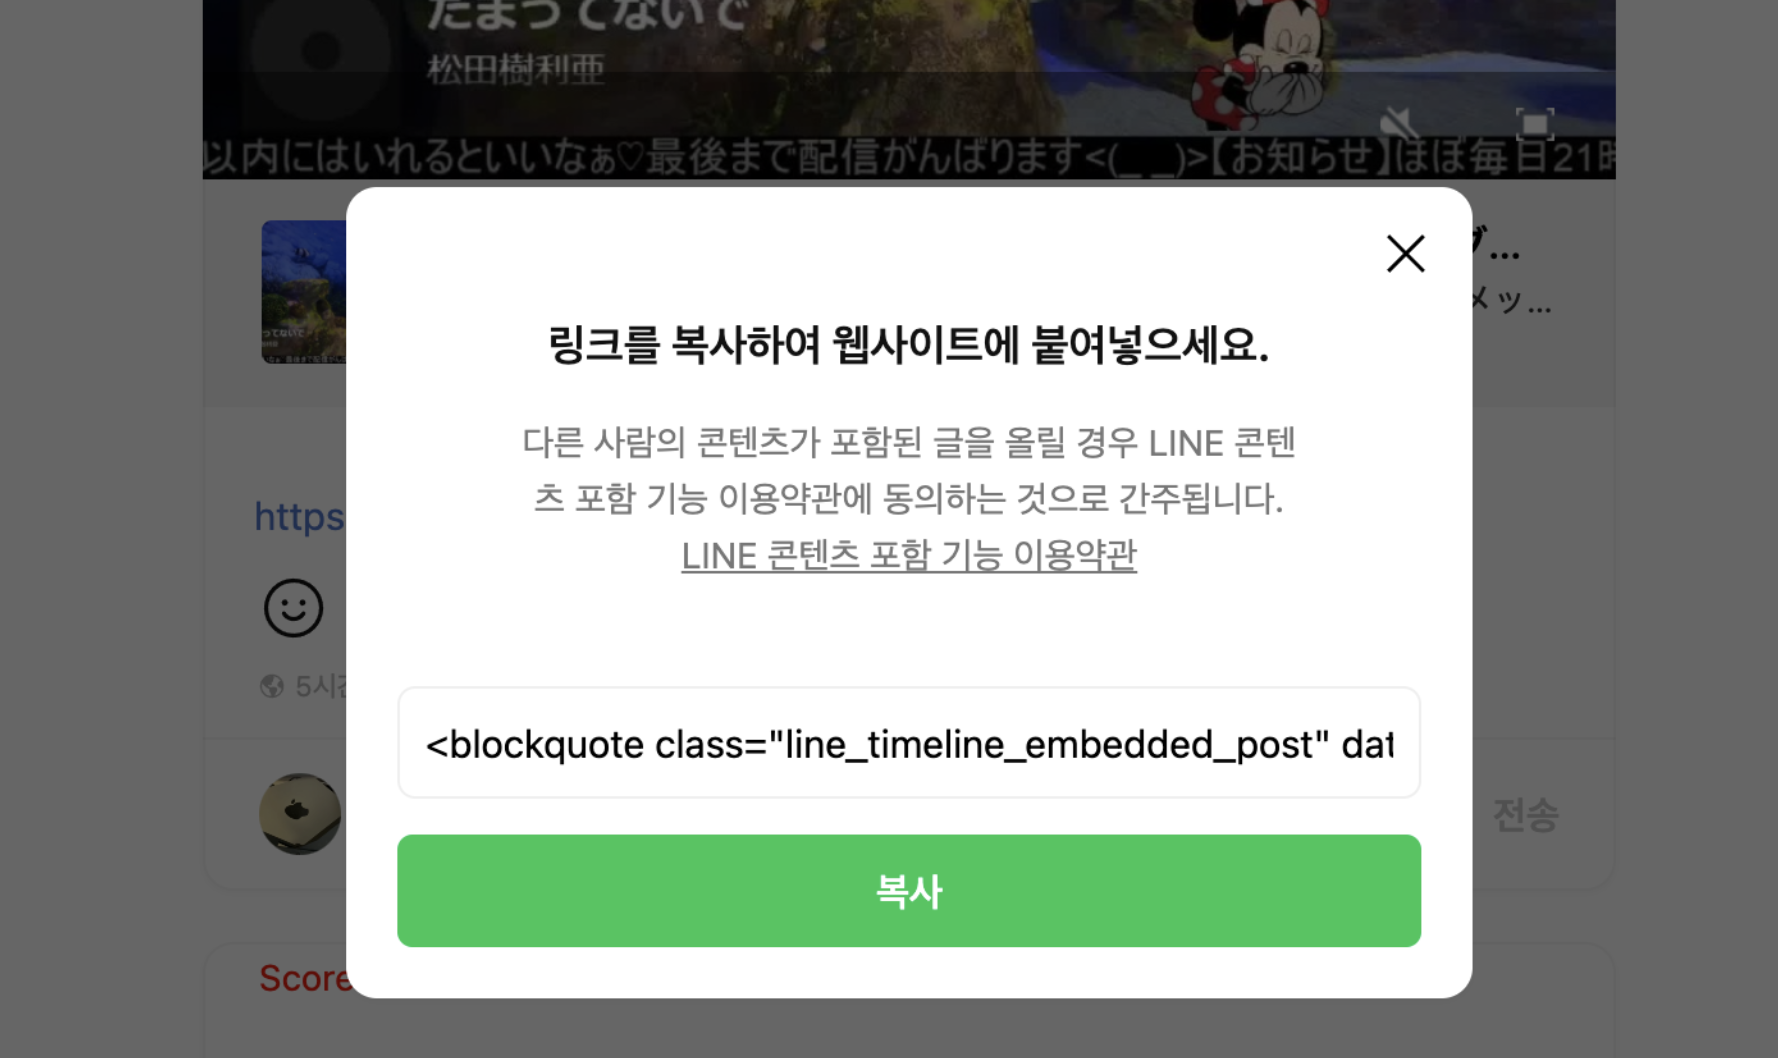 だまってないで
松田樹利亜
以内にはいれるといいなぁ♡最後まで配信がんばります<(_ _)>【お知らせ】ほぼ毎日21時
ってないで
ダ...
メッ...
링크를 복사하여 웹사이트에 붙여넣으세요.
다른 사람의 콘텐츠가 포함된 글을 올릴 경우 LINE 콘텐
츠 포함 기능 이용약관에 동의하는 것으로 간주됩니다.
LINE 콘텐츠 포함 기능 이용약관
https
5시간
<blockquote class="line_timeline_embedded_post" dat
전송
복사
Score